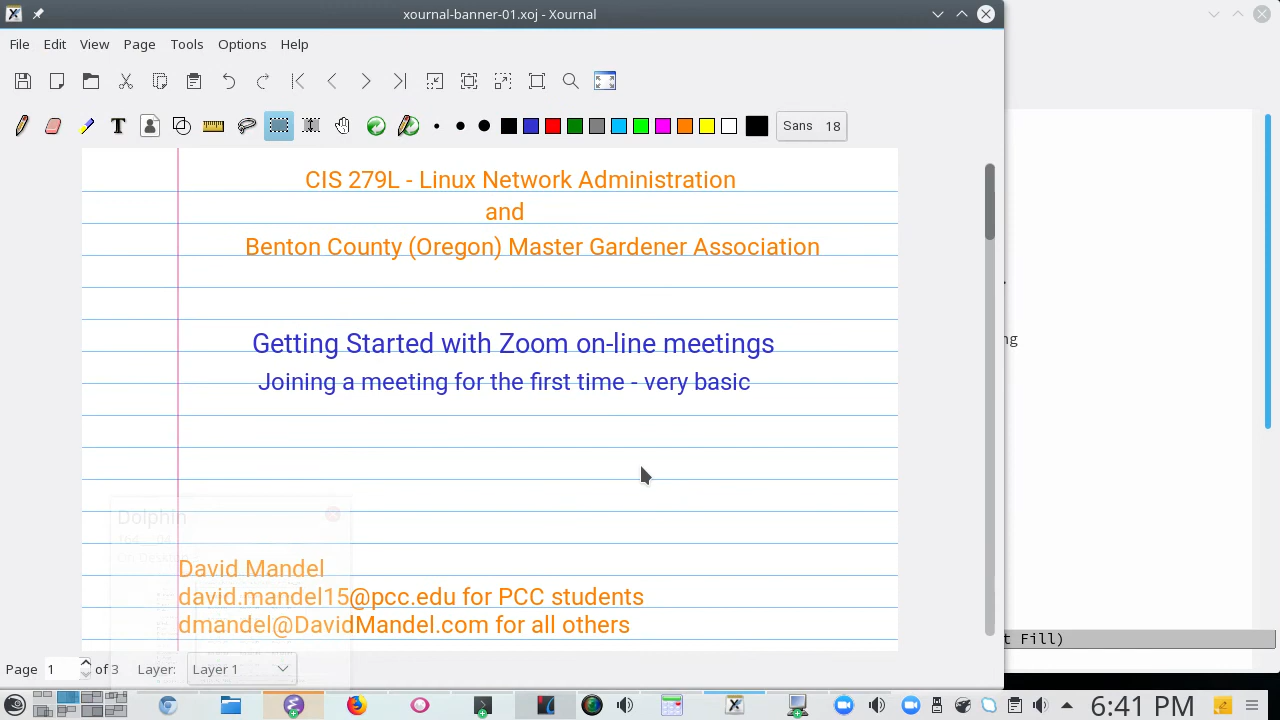 xournal-banner-01.xoj - Xournal
File Edit View Page Tools Options Help
T Sans 18
CIS 279L - Linux Network Administration
and
Benton County (Oregon) Master Gardener Association
ng
Getting Started with Zoom on-line meetings
Joining a meeting for the first time - very basic
Dolphin
David Mandel
david.mandel15@pcc.edu for PCC students
dmandel@DavidMandel.com for all others
t Fill)
Page 1 of 3 Layer: Layer 1
6:41 PM